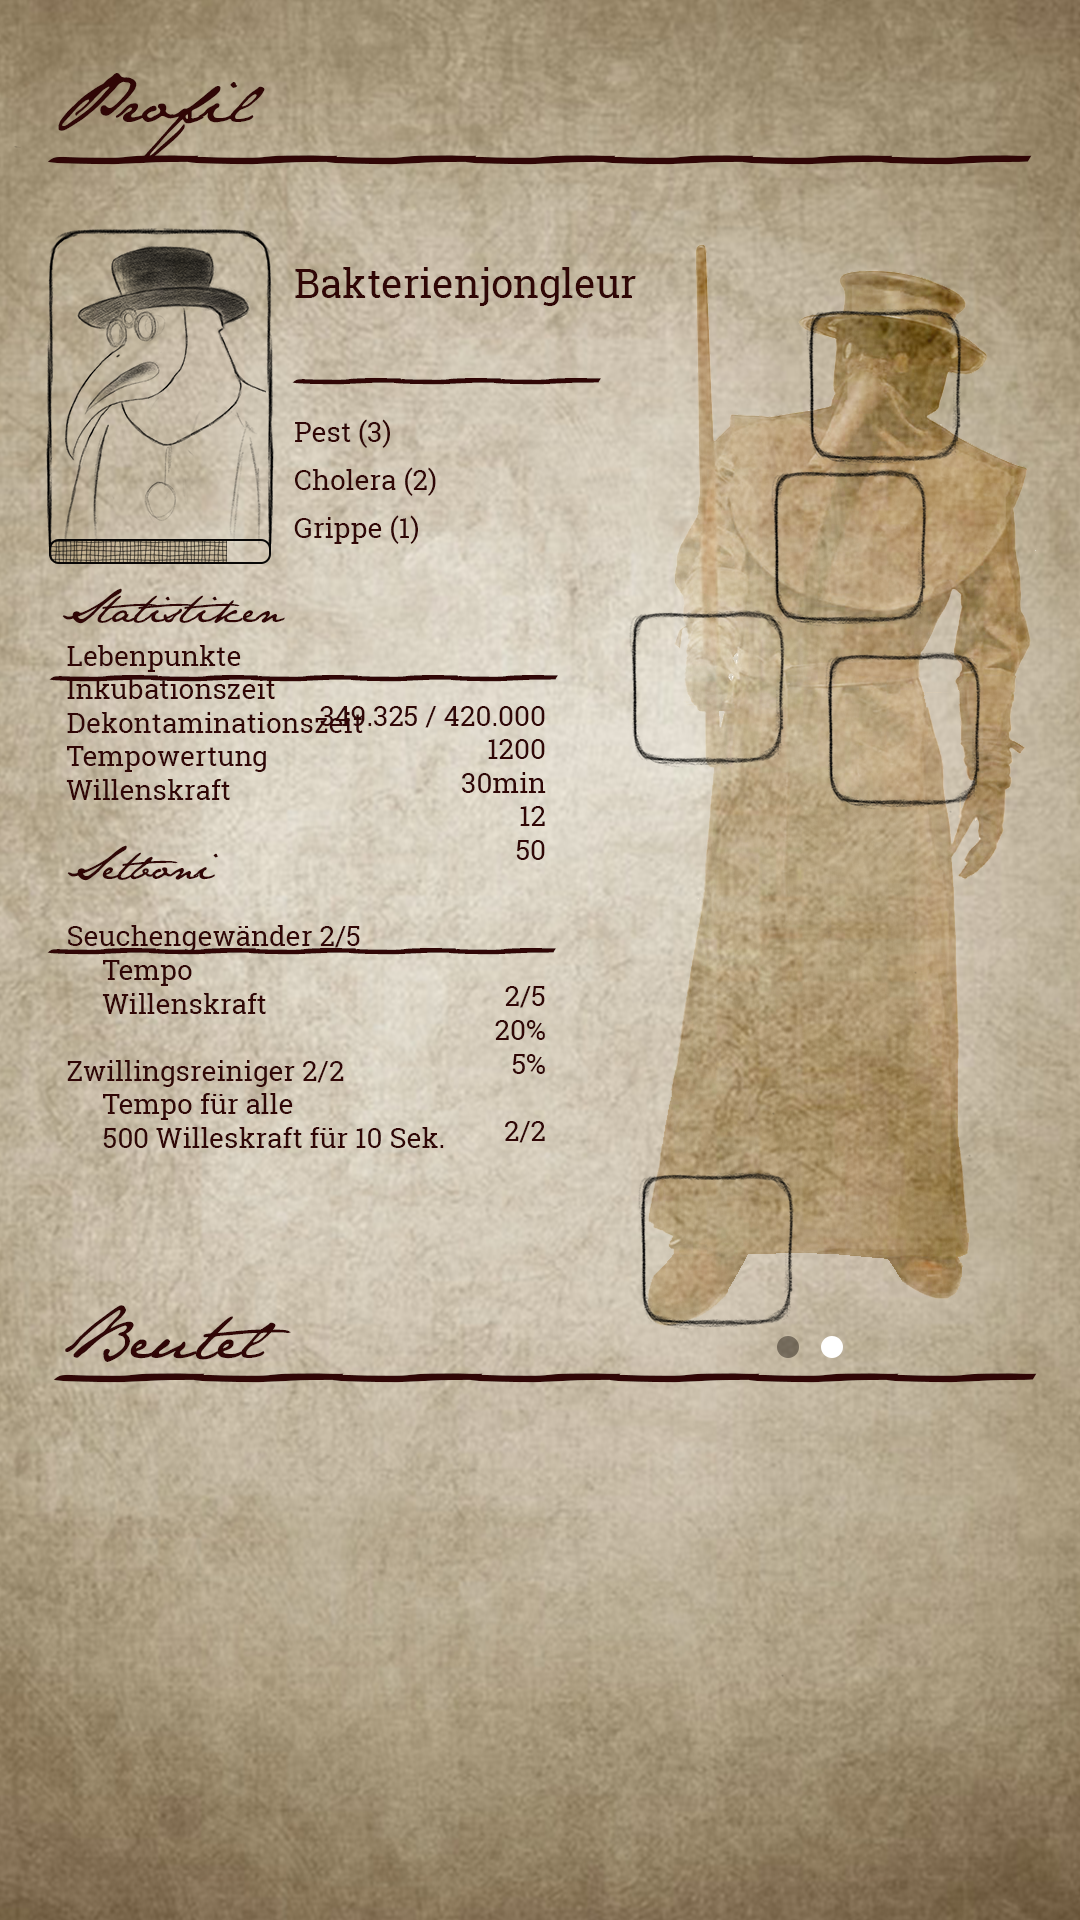 Profil
Bakterienjongleur
Pest (3)
Cholera (2)
Grippe (1)
Statistiken
Lebenpunkte
Inkubationszeit
Dekontaminationszeit
Tempowertung
Willenskraft
349.325 / 420.000
1200
30min
12
50
Setboni
Seuchengewänder 2/5
Tempo
Willenskraft
2/5
20%
5%
Zwillingsreiniger 2/2
Tempo für alle
500 Willeskraft für 10 Sek.
2/2
Beutel